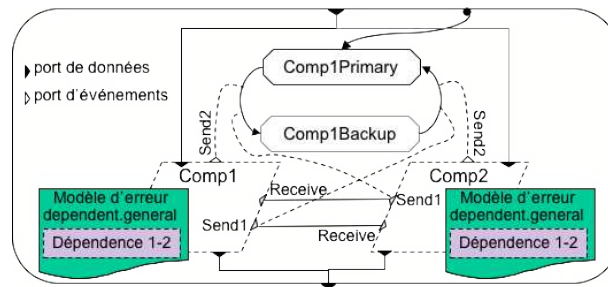 port de données
port d'événements
Comp1Primary
Comp1Backup
Send2
Send2
Comp1
Comp2
Receive
Send1
Send1
Receive
Modèle d'erreur
dependent.general
Dépendence 1-2
Modèle d'erreur
dependent.general
Dépendence 1-2